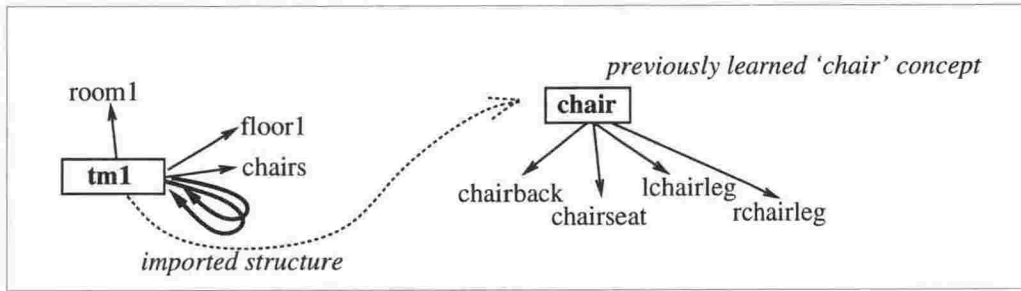 previously learned 'chair' concept
room1
chair
floor1
tm1
chairs
chairback
lchairleg
chairseat
rchairleg
imported structure